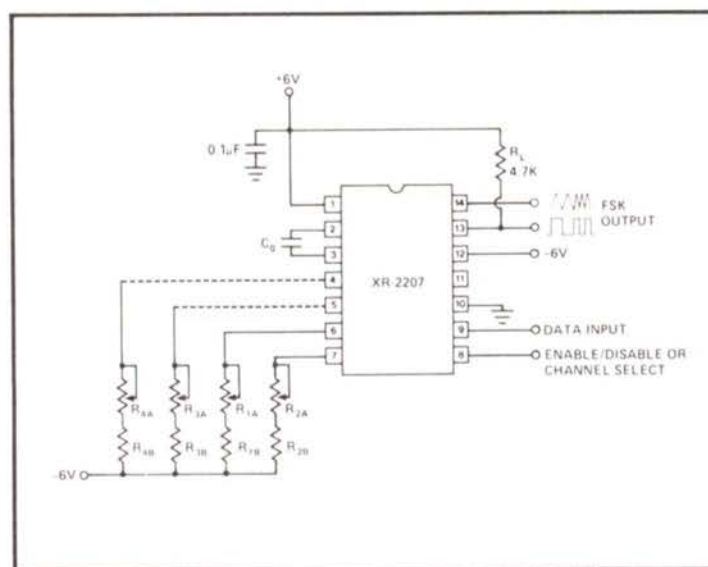 +6V
0.1µF
R_L
4.7K
1
14
FSK
2
13
OUTPUT
C_0
3
12
-6V
XR-2207
4
11
5
10
6
9
DATA INPUT
7
8
ENABLE/DISABLE OR
CHANNEL SELECT
R_4A
R_3A
R_1A
R_2A
R_4B
R_3B
R_1B
R_2B
-6V